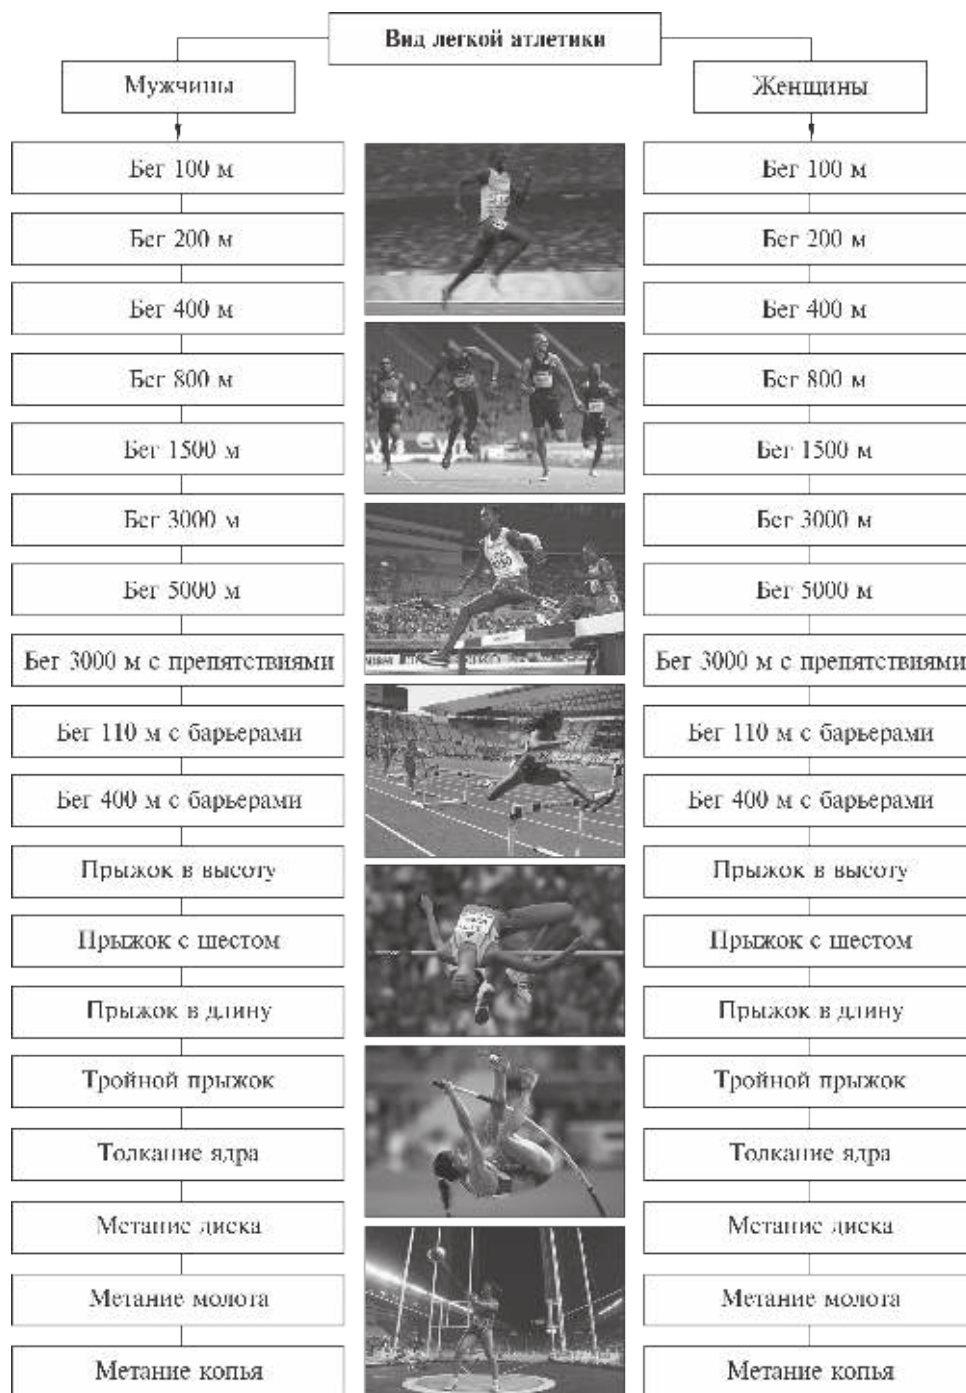 Вид легкой атлетики
Мужчины
Женщины
Бег 100 м
Бег 200 м
Бег 400 м
Бег 800 м
Бег 1500 м
Бег 3000 м
Бег 5000 м
Бег 3000 м с препятствиями
Бег 110 м с барьерами
Бег 400 м с барьерами
Прыжок в высоту
Прыжок с шестом
Прыжок в длину
Тройной прыжок
Толкание ядра
Метание диска
Метание молота
Метание копья
Бег 100 м
Бег 200 м
Бег 400 м
Бег 800 м
Бег 1500 м
Бег 3000 м
Бег 5000 м
Бег 3000 м с препятствиями
Бег 110 м с барьерами
Бег 400 м с барьерами
Прыжок в высоту
Прыжок с шестом
Прыжок в длину
Тройной прыжок
Толкание ядра
Метание диска
Метание молота
Метание копья